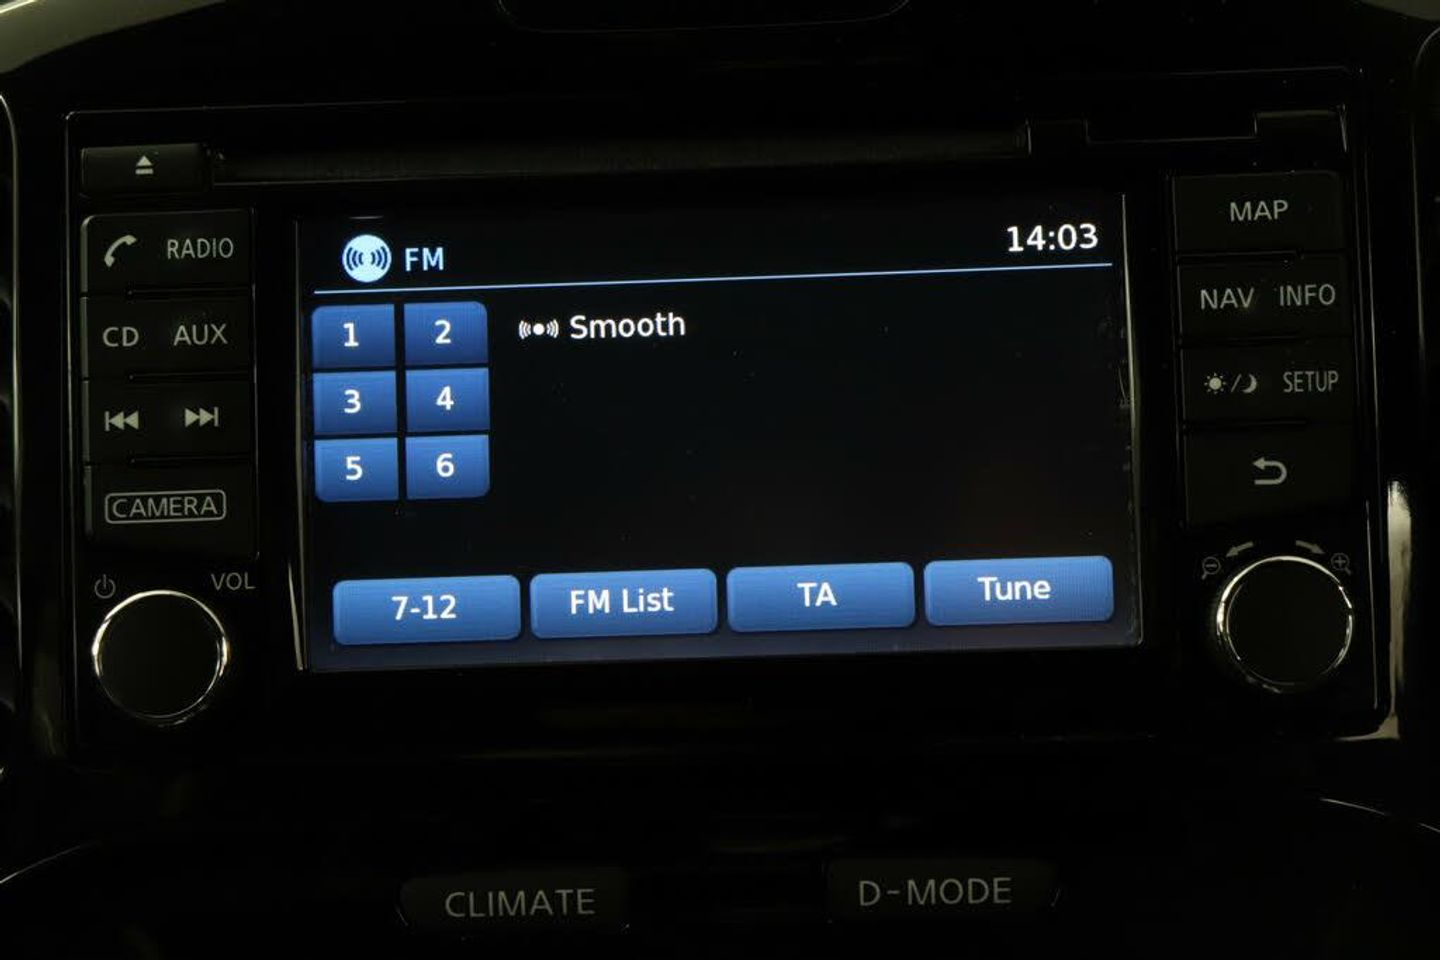 RADIO
CD AUX
CAMERA
VOL
FM
14:03
1 2
3 4
5 6
Smooth
7-12 FM List TA Tune
MAP
NAV INFO
SETUP
CLIMATE D-MODE